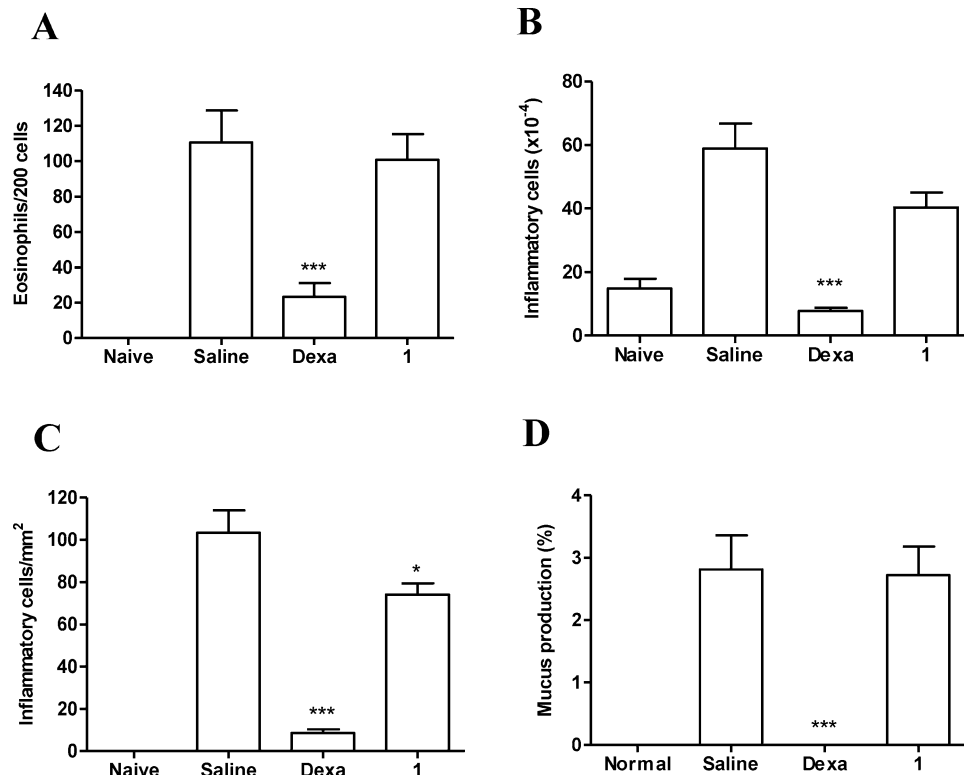 A
Eosinophils/200 cells
140
120
100
80
60
40
20
0
***
Naive Saline Dexa 1
B
Inflammatory cells (x10⁻⁴)
80
60
40
20
0
***
Naive Saline Dexa 1
C
Inflammatory cells/mm²
120
100
80
60
40
20
0
***
*
Naive Saline Dexa 1
D
Mucus production (%)
4
3
2
1
0
***
Normal Saline Dexa 1